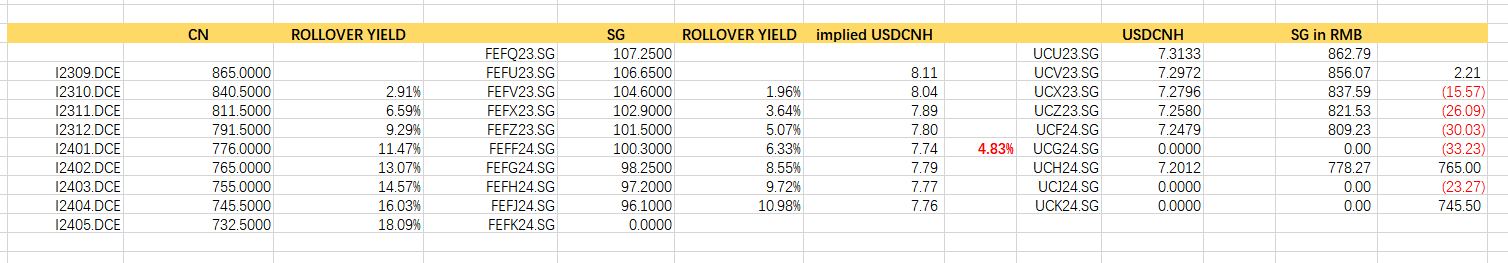 CN ROLLOVER YIELD SG ROLLOVER YIELD implied USDCNH USDCNH SG in RMB
FEFQ23.SG 107.2500 UCU23.SG 7.3133 862.79
I2309.DCE 865.0000 FEFU23.SG 106.6500 8.11 UCV23.SG 7.2972 856.07 2.21
I2310.DCE 840.5000 2.91% FEFV23.SG 104.6000 1.96% 8.04 UCX23.SG 7.2796 837.59 (15.57)
I2311.DCE 811.5000 6.59% FEFX23.SG 102.9000 3.64% 7.89 UCZ23.SG 7.2580 821.53 (26.09)
I2312.DCE 791.5000 9.29% FEFZ23.SG 101.5000 5.07% 7.80 UCF24.SG 7.2479 809.23 (30.03)
I2401.DCE 776.0000 11.47% FEFF24.SG 100.3000 6.33% 7.74 4.83% UCG24.SG 0.0000 0.00 (33.23)
I2402.DCE 765.0000 13.07% FEFG24.SG 98.2500 8.55% 7.79 UCH24.SG 7.2012 778.27 765.00
I2403.DCE 755.0000 14.57% FEFH24.SG 97.2000 9.72% 7.77 UCJ24.SG 0.0000 0.00 (23.27)
I2404.DCE 745.5000 16.03% FEFJ24.SG 96.1000 10.98% 7.76 UCK24.SG 0.0000 0.00 745.50
I2405.DCE 732.5000 18.09% FEFK24.SG 0.0000